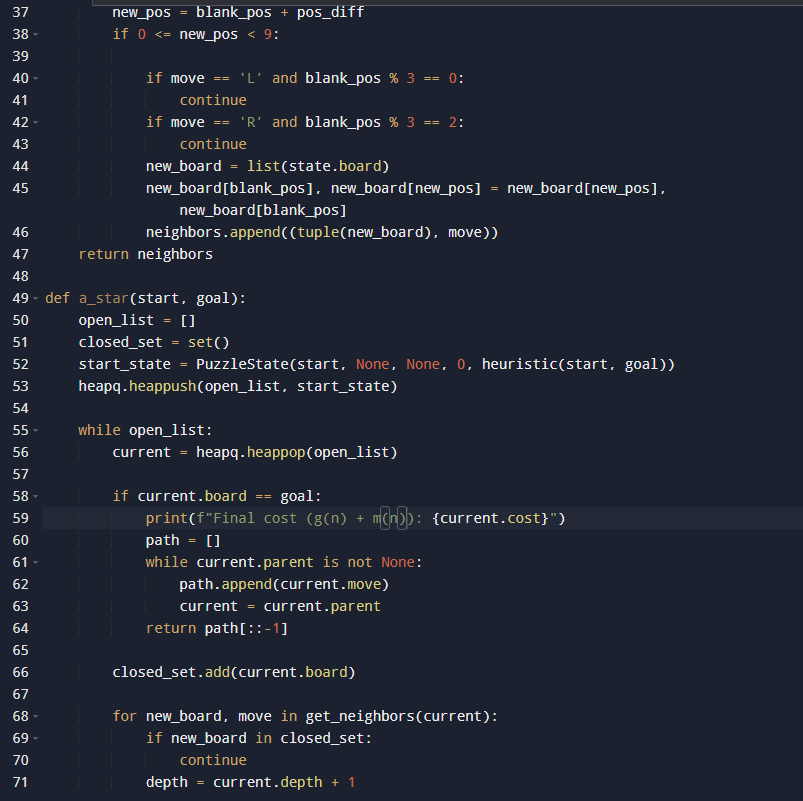 37 new_pos = blank_pos + pos_diff
38 if 0 <= new_pos < 9:
39
40 if move == 'L' and blank_pos % 3 == 0:
41 continue
42 if move == 'R' and blank_pos % 3 == 2:
43 continue
44 new_board = list(state.board)
45 new_board[blank_pos], new_board[new_pos] = new_board[new_pos],
new_board[blank_pos]
46 neighbors.append((tuple(new_board), move))
47 return neighbors
48
49 def a_star(start, goal):
50 open_list = []
51 closed_set = set()
52 start_state = PuzzleState(start, None, None, 0, heuristic(start, goal))
53 heapq.heappush(open_list, start_state)
54
55 while open_list:
56 current = heapq.heappop(open_list)
57
58 if current.board == goal:
59 print(f"Final cost (g(n) + m(n)): {current.cost}")
60 path = []
61 while current.parent is not None:
62 path.append(current.move)
63 current = current.parent
64 return path[::-1]
65
66 closed_set.add(current.board)
67
68 for new_board, move in get_neighbors(current):
69 if new_board in closed_set:
70 continue
71 depth = current.depth + 1